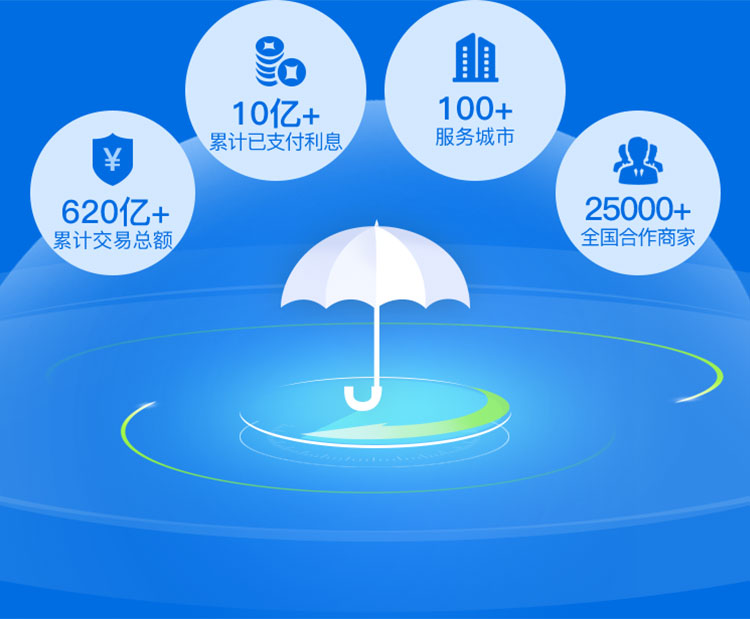 10亿+
累计已支付利息
100+
服务城市
¥
620亿+
累计交易总额
25000+
全国合作商家